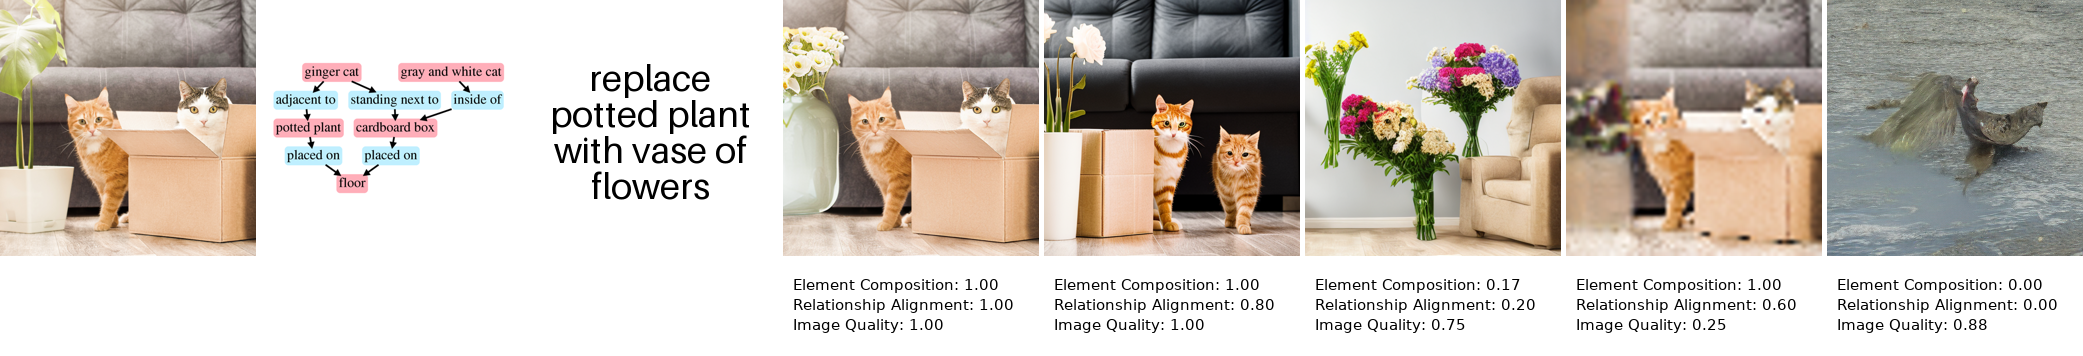 ginger cat
gray and white cat
adjacent to
standing next to
inside of
potted plant
cardboard box
placed on
placed on
floor
replace
potted plant
with vase of
flowers
Element Composition: 1.00
Relationship Alignment: 1.00
Image Quality: 1.00
Element Composition: 1.00
Relationship Alignment: 0.80
Image Quality: 1.00
Element Composition: 0.17
Relationship Alignment: 0.20
Image Quality: 0.75
Element Composition: 1.00
Relationship Alignment: 0.60
Image Quality: 0.25
Element Composition: 0.00
Relationship Alignment: 0.00
Image Quality: 0.88